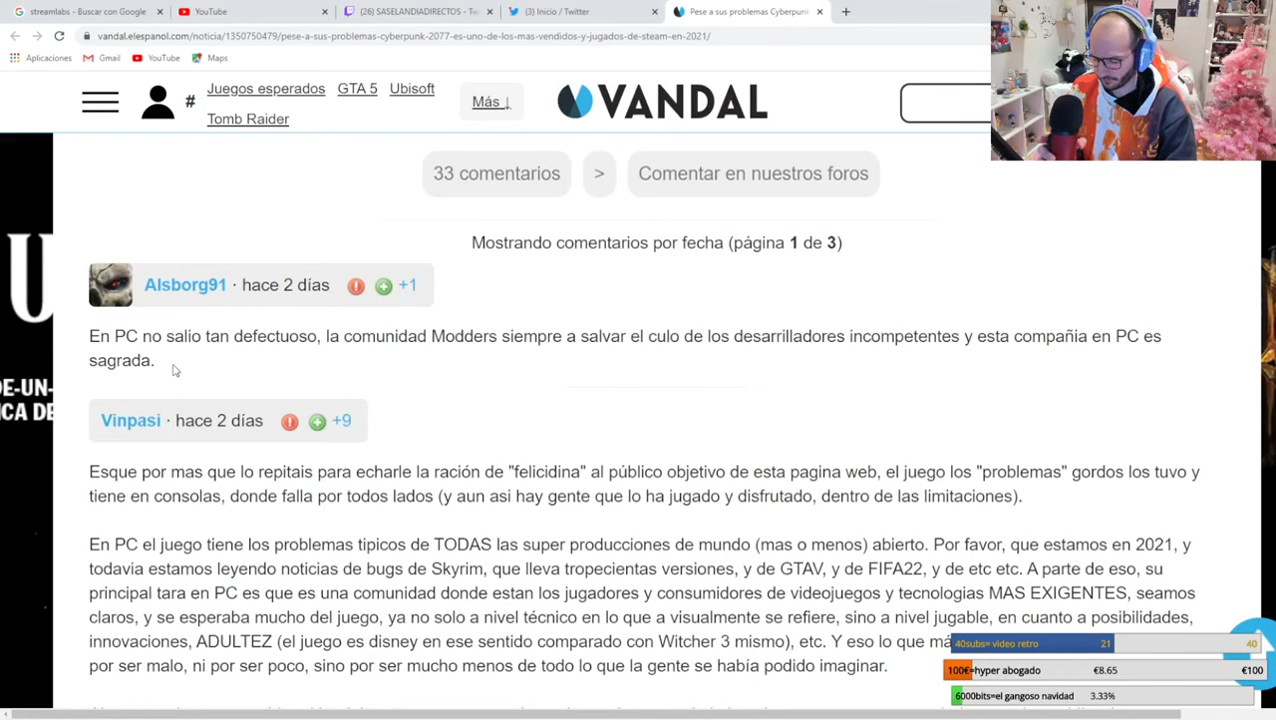 streamlabs - Buscar con Google
YouTube
(26) SASELANDIADIRECTOS - Tw
(3) Inicio / Twitter
Pese a sus problemas Cyberpunk
vandal.elespanol.com/noticia/1350750479/pese-a-sus-problemas-cyberpunk-2077-es-uno-de-los-mas-vendidos-y-jugados-de-steam-en-2021/
Aplicaciones Gmail YouTube Maps
# Juegos esperados GTA 5 Ubisoft
Tomb Raider
Más ↓
VANDAL
33 comentarios > Comentar en nuestros foros
Mostrando comentarios por fecha (página 1 de 3)
Alsborg91 · hace 2 días +1
En PC no salio tan defectuoso, la comunidad Modders siempre a salvar el culo de los desarrilladores incompetentes y esta compañia en PC es
sagrada.
DE-UN-
ICA DE
Vinpasi · hace 2 días +9
Esque por mas que lo repitais para echarle la ración de "felicidina" al público objetivo de esta pagina web, el juego los "problemas" gordos los tuvo y
tiene en consolas, donde falla por todos lados (y aun asi hay gente que lo ha jugado y disfrutado, dentro de las limitaciones).
En PC el juego tiene los problemas tipicos de TODAS las super producciones de mundo (mas o menos) abierto. Por favor, que estamos en 2021, y
todavia estamos leyendo noticias de bugs de Skyrim, que lleva tropecientas versiones, y de GTAV, y de FIFA22, y de etc etc. A parte de eso, su
principal tara en PC es que es una comunidad donde estan los jugadores y consumidores de videojuegos y tecnologias MAS EXIGENTES, seamos
claros, y se esperaba mucho del juego, ya no solo a nivel técnico en lo que a visualmente se refiere, sino a nivel jugable, en cuanto a posibilidades,
innovaciones, ADULTEZ (el juego es disney en ese sentido comparado con Witcher 3 mismo), etc. Y eso lo que má
por ser malo, ni por ser poco, sino por ser mucho menos de todo lo que la gente se había podido imaginar.
40subs= video retro 21 40
100€=hyper abogado €8.65 €100
6000bits=el gangoso navidad 3.33%